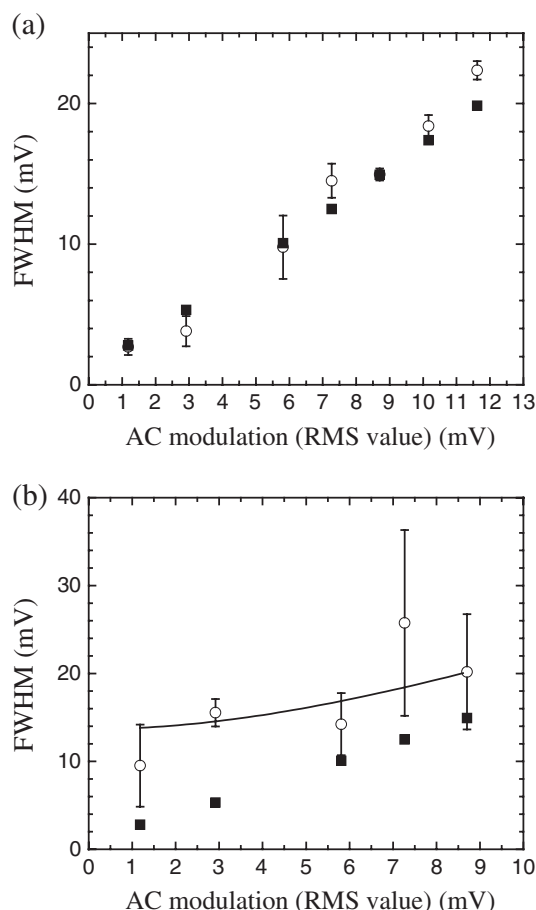 (a)
20
10
0
FWHM (mV)
0 1 2 3 4 5 6 7 8 9 10 11 12 13
AC modulation (RMS value) (mV)
(b)
40
30
20
10
0
FWHM (mV)
0 1 2 3 4 5 6 7 8 9 10
AC modulation (RMS value) (mV)